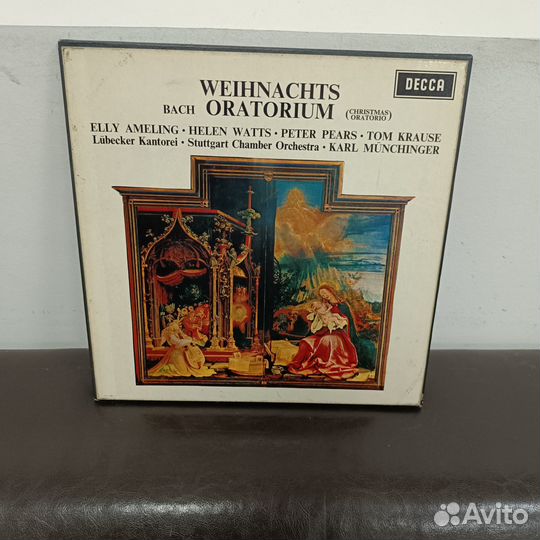 DECCA
WEIHNACHTS
BACH ORATORIUM (CHRISTMAS ORATORIO)
ELLY AMELING · HELEN WATTS · PETER PEARS · TOM KRAUSE
Lübecker Kantorei · Stuttgart Chamber Orchestra · KARL MÜNCHINGER
Avito